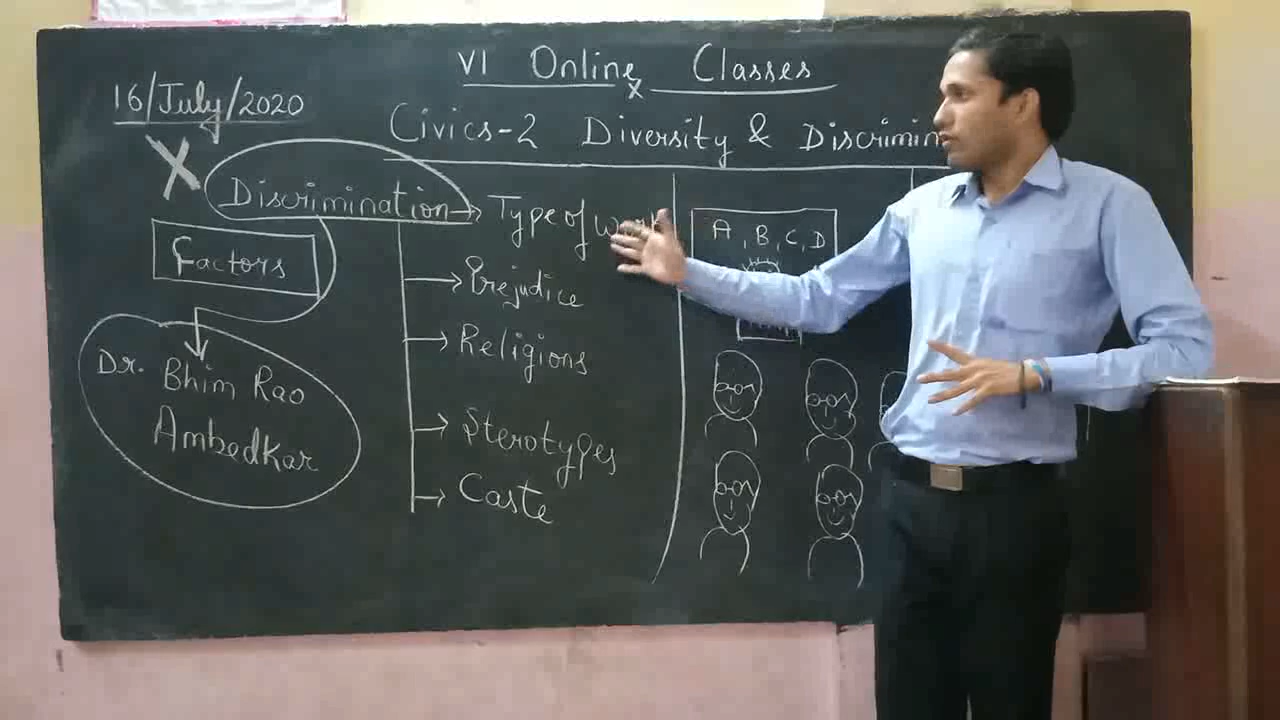 VI Online Classes
16/July/2020
Civics-2 Diversity & Discrimin
Discrimination
Factors
Dr. Bhim Rao
Ambedkar
Type of work
Prejudice
Religions
Sterotypes
Caste
A, B, C, D